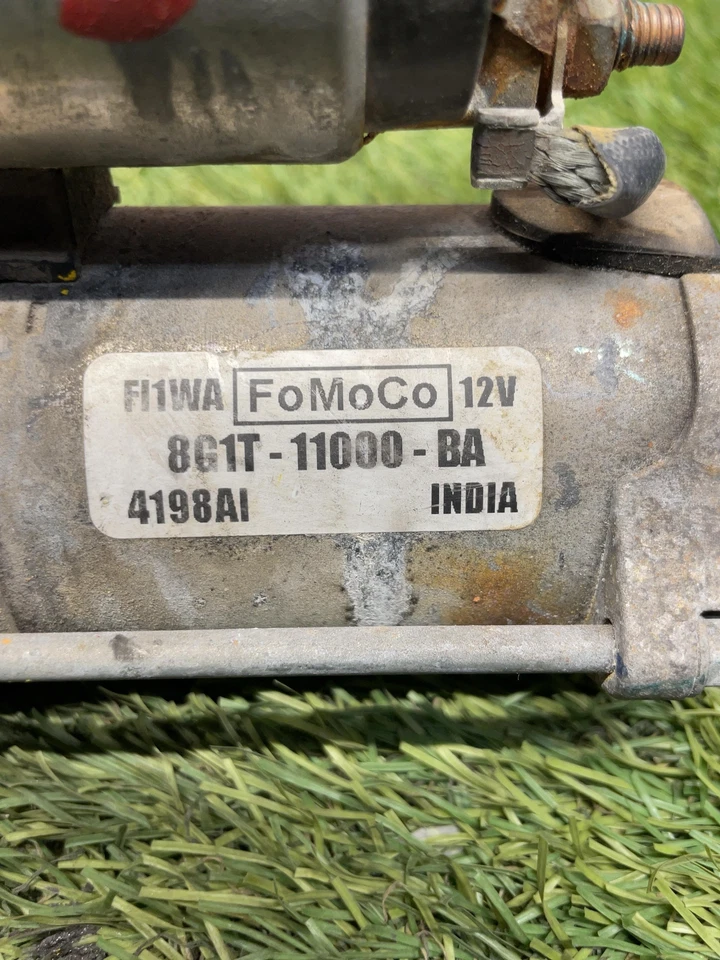 FI1WA FoMoCo 12V
8G1T - 11000 - BA
4198AI INDIA